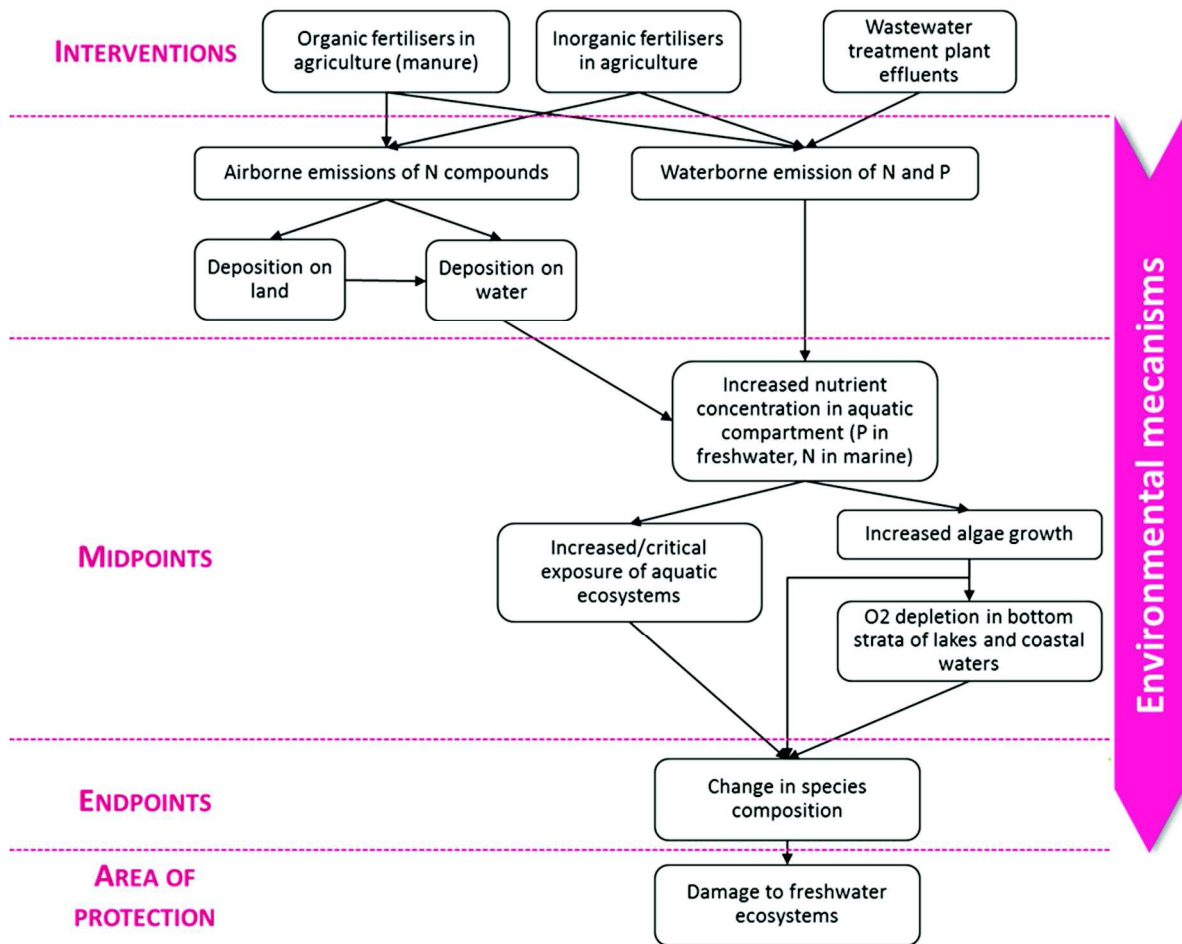 INTERVENTIONS
Organic fertilisers in
agriculture (manure)
Inorganic fertilisers
in agriculture
Wastewater
treatment plant
effluents
Airborne emissions of N compounds
Waterborne emission of N and P
Deposition on
land
Deposition on
water
Environmental mecanisms
MIDPOINTS
Increased nutrient
concentration in aquatic
compartment (P in
freshwater, N in marine)
Increased/critical
exposure of aquatic
ecosystems
Increased algae growth
O2 depletion in bottom
strata of lakes and coastal
waters
ENDPOINTS
Change in species
composition
AREA OF
PROTECTION
Damage to freshwater
ecosystems